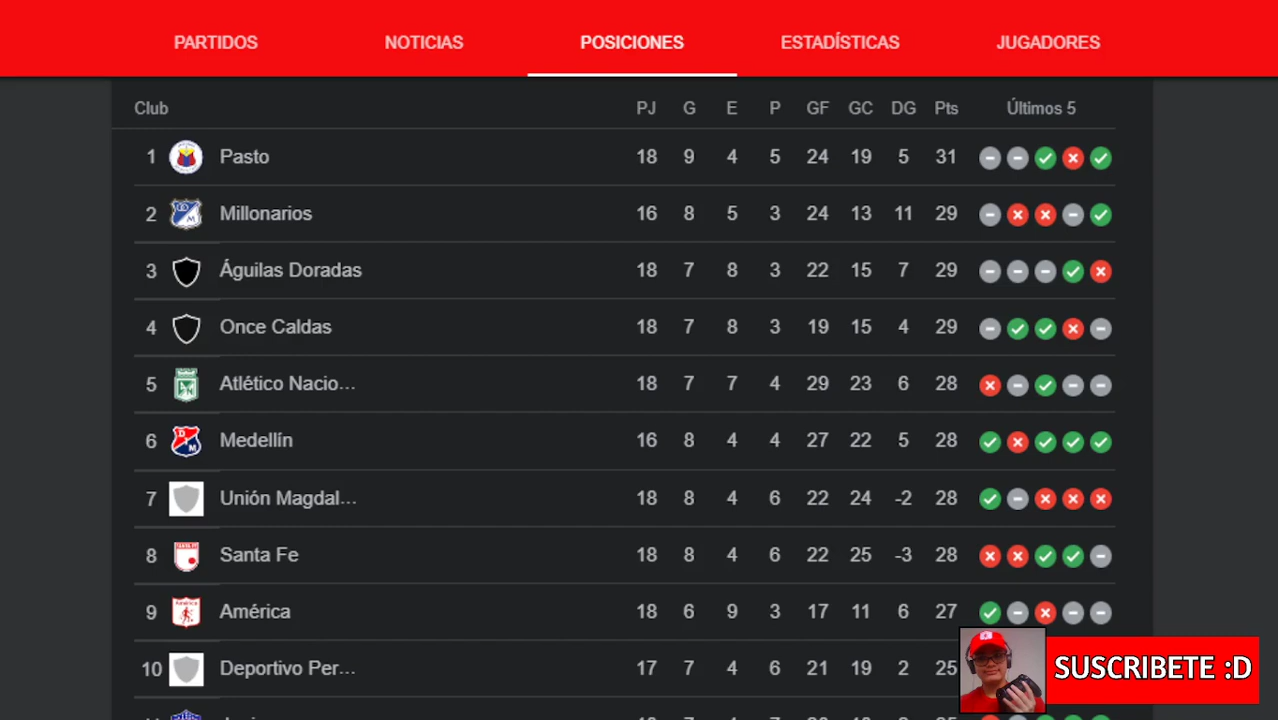 PARTIDOS NOTICIAS POSICIONES ESTADÍSTICAS JUGADORES
Club PJ G E P GF GC DG Pts Últimos 5
1 Pasto 18 9 4 5 24 19 5 31
2 Millonarios 16 8 5 3 24 13 11 29
3 Águilas Doradas 18 7 8 3 22 15 7 29
4 Once Caldas 18 7 8 3 19 15 4 29
5 Atlético Nacio... 18 7 7 4 29 23 6 28
6 Medellín 16 8 4 4 27 22 5 28
7 Unión Magdal... 18 8 4 6 22 24 -2 28
8 Santa Fe 18 8 4 6 22 25 -3 28
9 América 18 6 9 3 17 11 6 27
10 Deportivo Per... 17 7 4 6 21 19 2 25
SUSCRIBETE :D